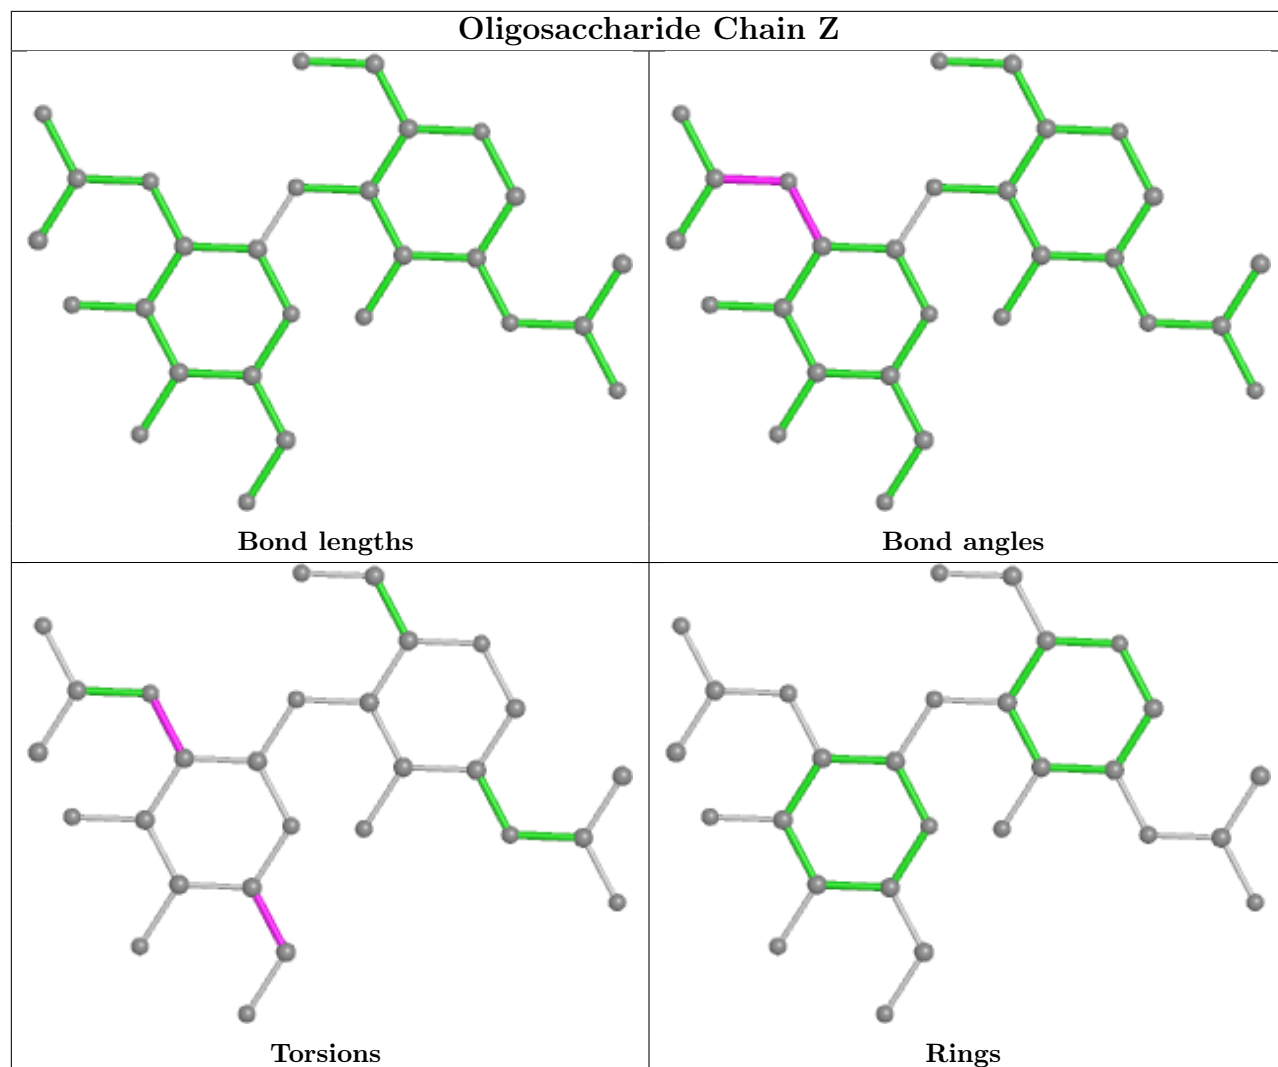 Oligosaccharide Chain Z
Bond lengths
Bond angles
Torsions
Rings